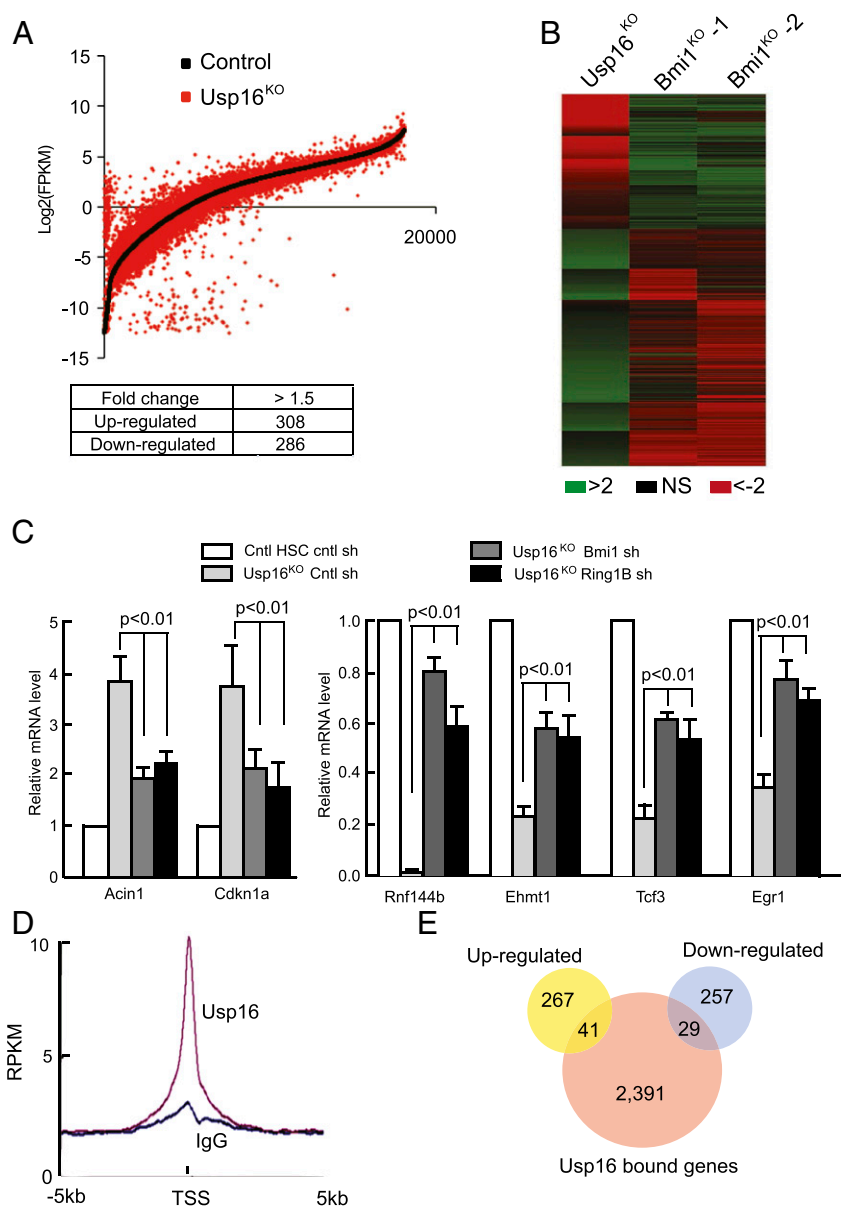 A
15
10
5
0
-5
-10
-15
Log2(FPKM)
Control
Usp16KO
20000
Fold change > 1.5
Up-regulated 308
Down-regulated 286
B
Usp16KO
Bmi1KO -1
Bmi1KO -2
>2 NS <-2
C
Cntl HSC cntl sh
Usp16KO Cntl sh
Usp16KO Bmi1 sh
Usp16KO Ring1B sh
Relative mRNA level
5
4
3
2
1
0
p<0.01
p<0.01
Acin1
Cdkn1a
Relative mRNA level
1.0
0.8
0.6
0.4
0.2
0.0
p<0.01
p<0.01
p<0.01
p<0.01
Rnf144b
Ehmt1
Tcf3
Egr1
D
RPKM
10
5
0
Usp16
IgG
-5kb
TSS
5kb
E
Up-regulated
Down-regulated
267
257
41
29
2,391
Usp16 bound genes